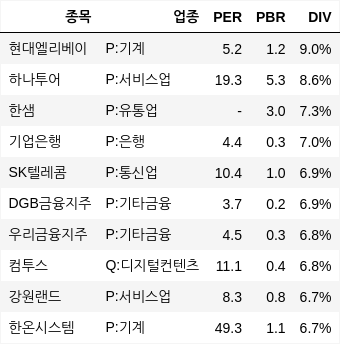 종목 업종 PER PBR DIV
현대엘리베이 P:기계 5.2 1.2 9.0%
하나투어 P:서비스업 19.3 5.3 8.6%
한샘 P:유통업 - 3.0 7.3%
기업은행 P:은행 4.4 0.3 7.0%
SK텔레콤 P:통신업 10.4 1.0 6.9%
DGB금융지주 P:기타금융 3.7 0.2 6.9%
우리금융지주 P:기타금융 4.5 0.3 6.8%
컴투스 Q:디지털컨텐츠 11.1 0.4 6.8%
강원랜드 P:서비스업 8.3 0.8 6.7%
한온시스템 P:기계 49.3 1.1 6.7%